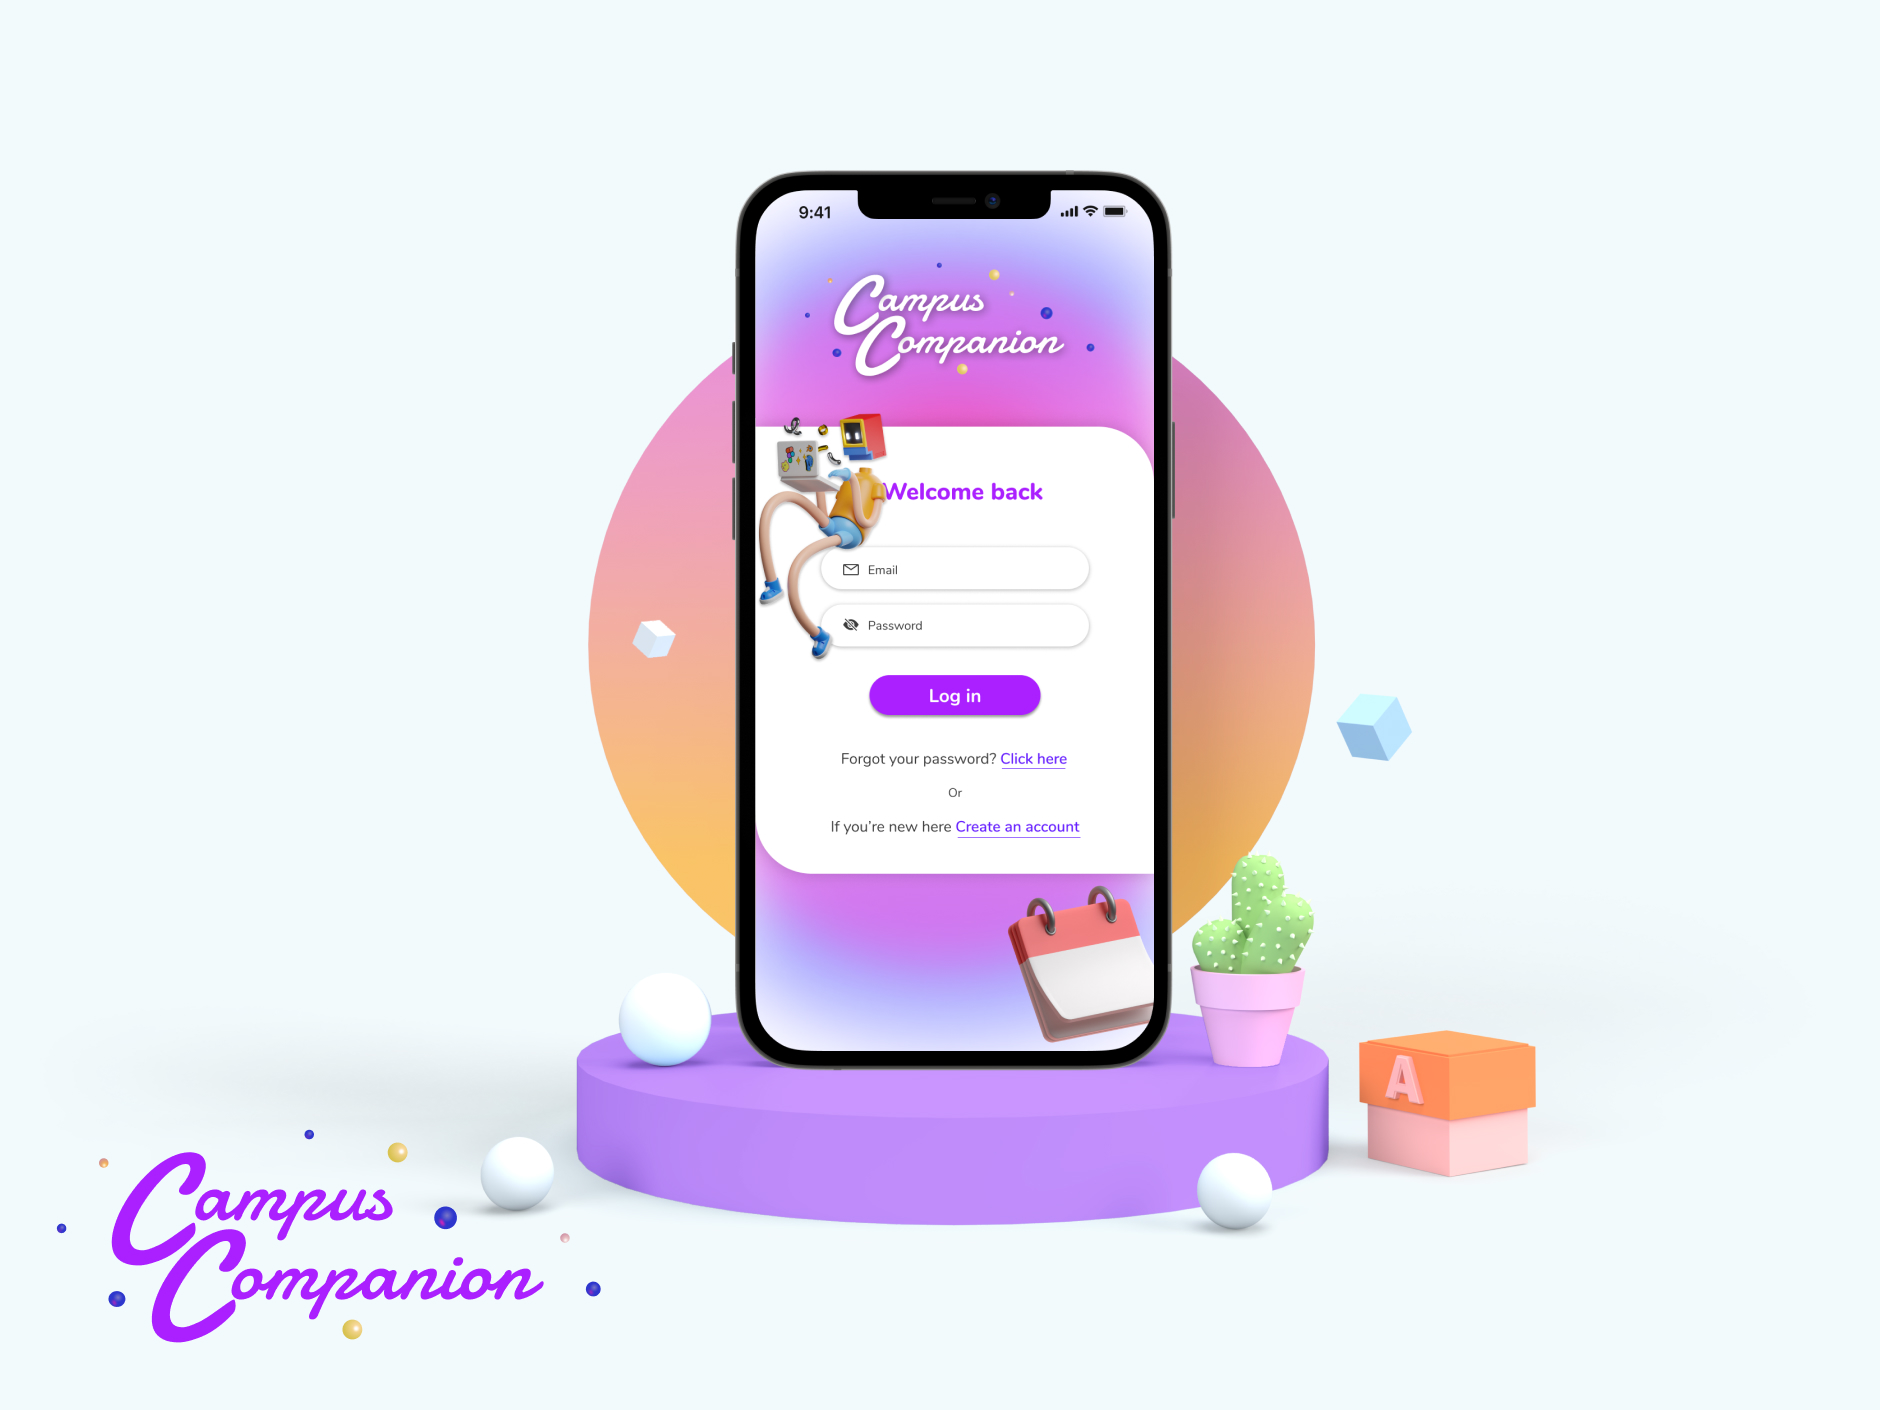 9:41
Campus
Companion
Welcome back
Email
Password
Log in
Forgot your password? Click here
Or
If you're new here Create an account
A
Campus
Companion